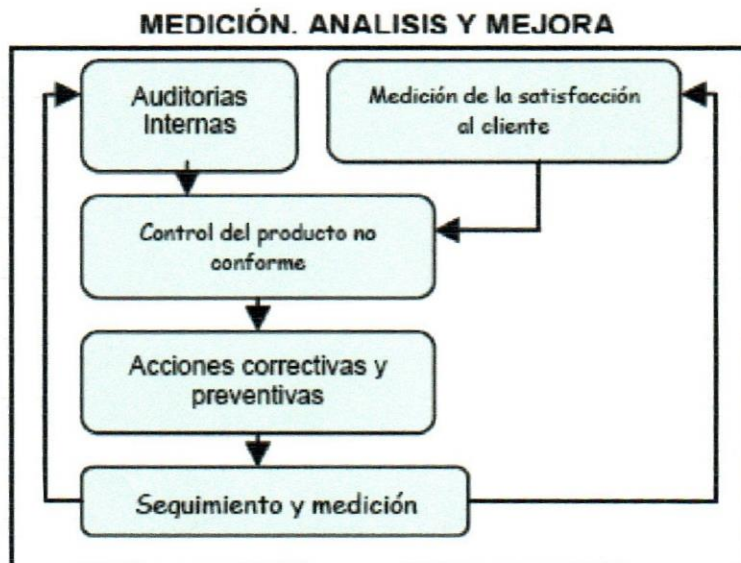 MEDICIÓN. ANALISIS Y MEJORA
Auditorias
Internas
Medición de la satisfacción
al cliente
Control del producto no
conforme
Acciones correctivas y
preventivas
Sequimiento y medición